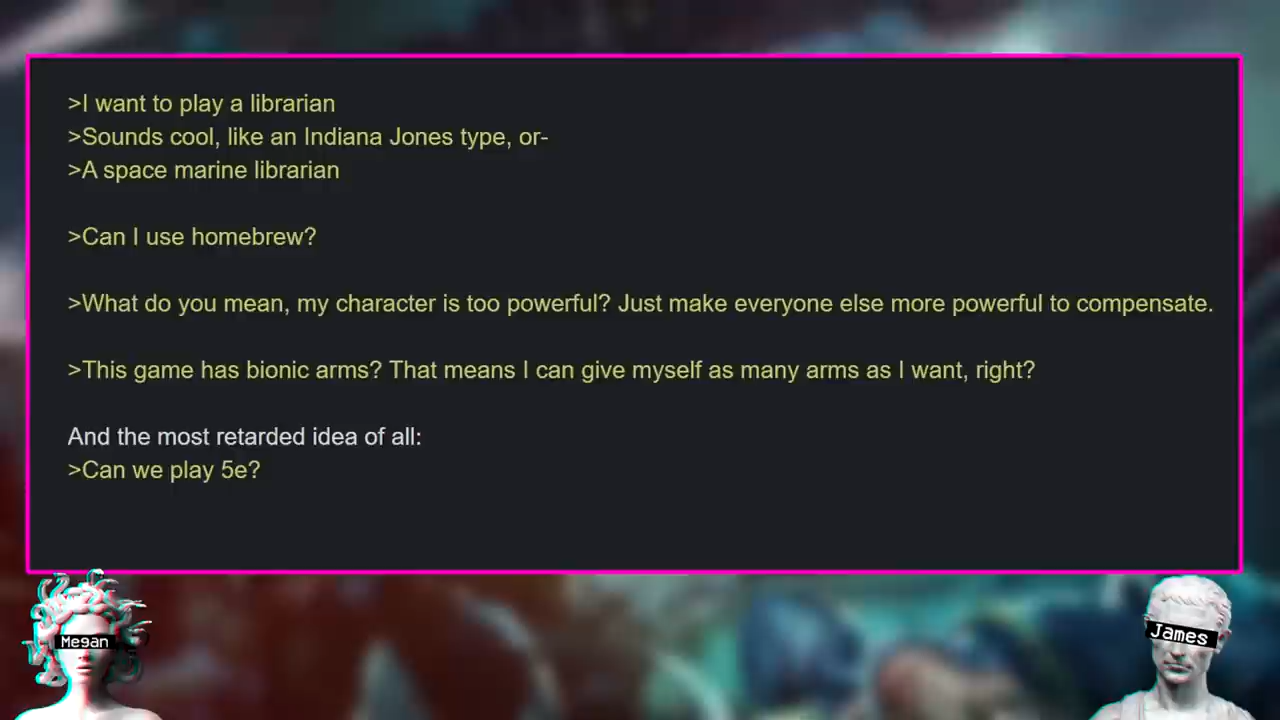 >I want to play a librarian
>Sounds cool, like an Indiana Jones type, or-
>A space marine librarian
>Can I use homebrew?
>What do you mean, my character is too powerful? Just make everyone else more powerful to compensate.
>This game has bionic arms? That means I can give myself as many arms as I want, right?
And the most retarded idea of all:
>Can we play 5e?
Megan
James